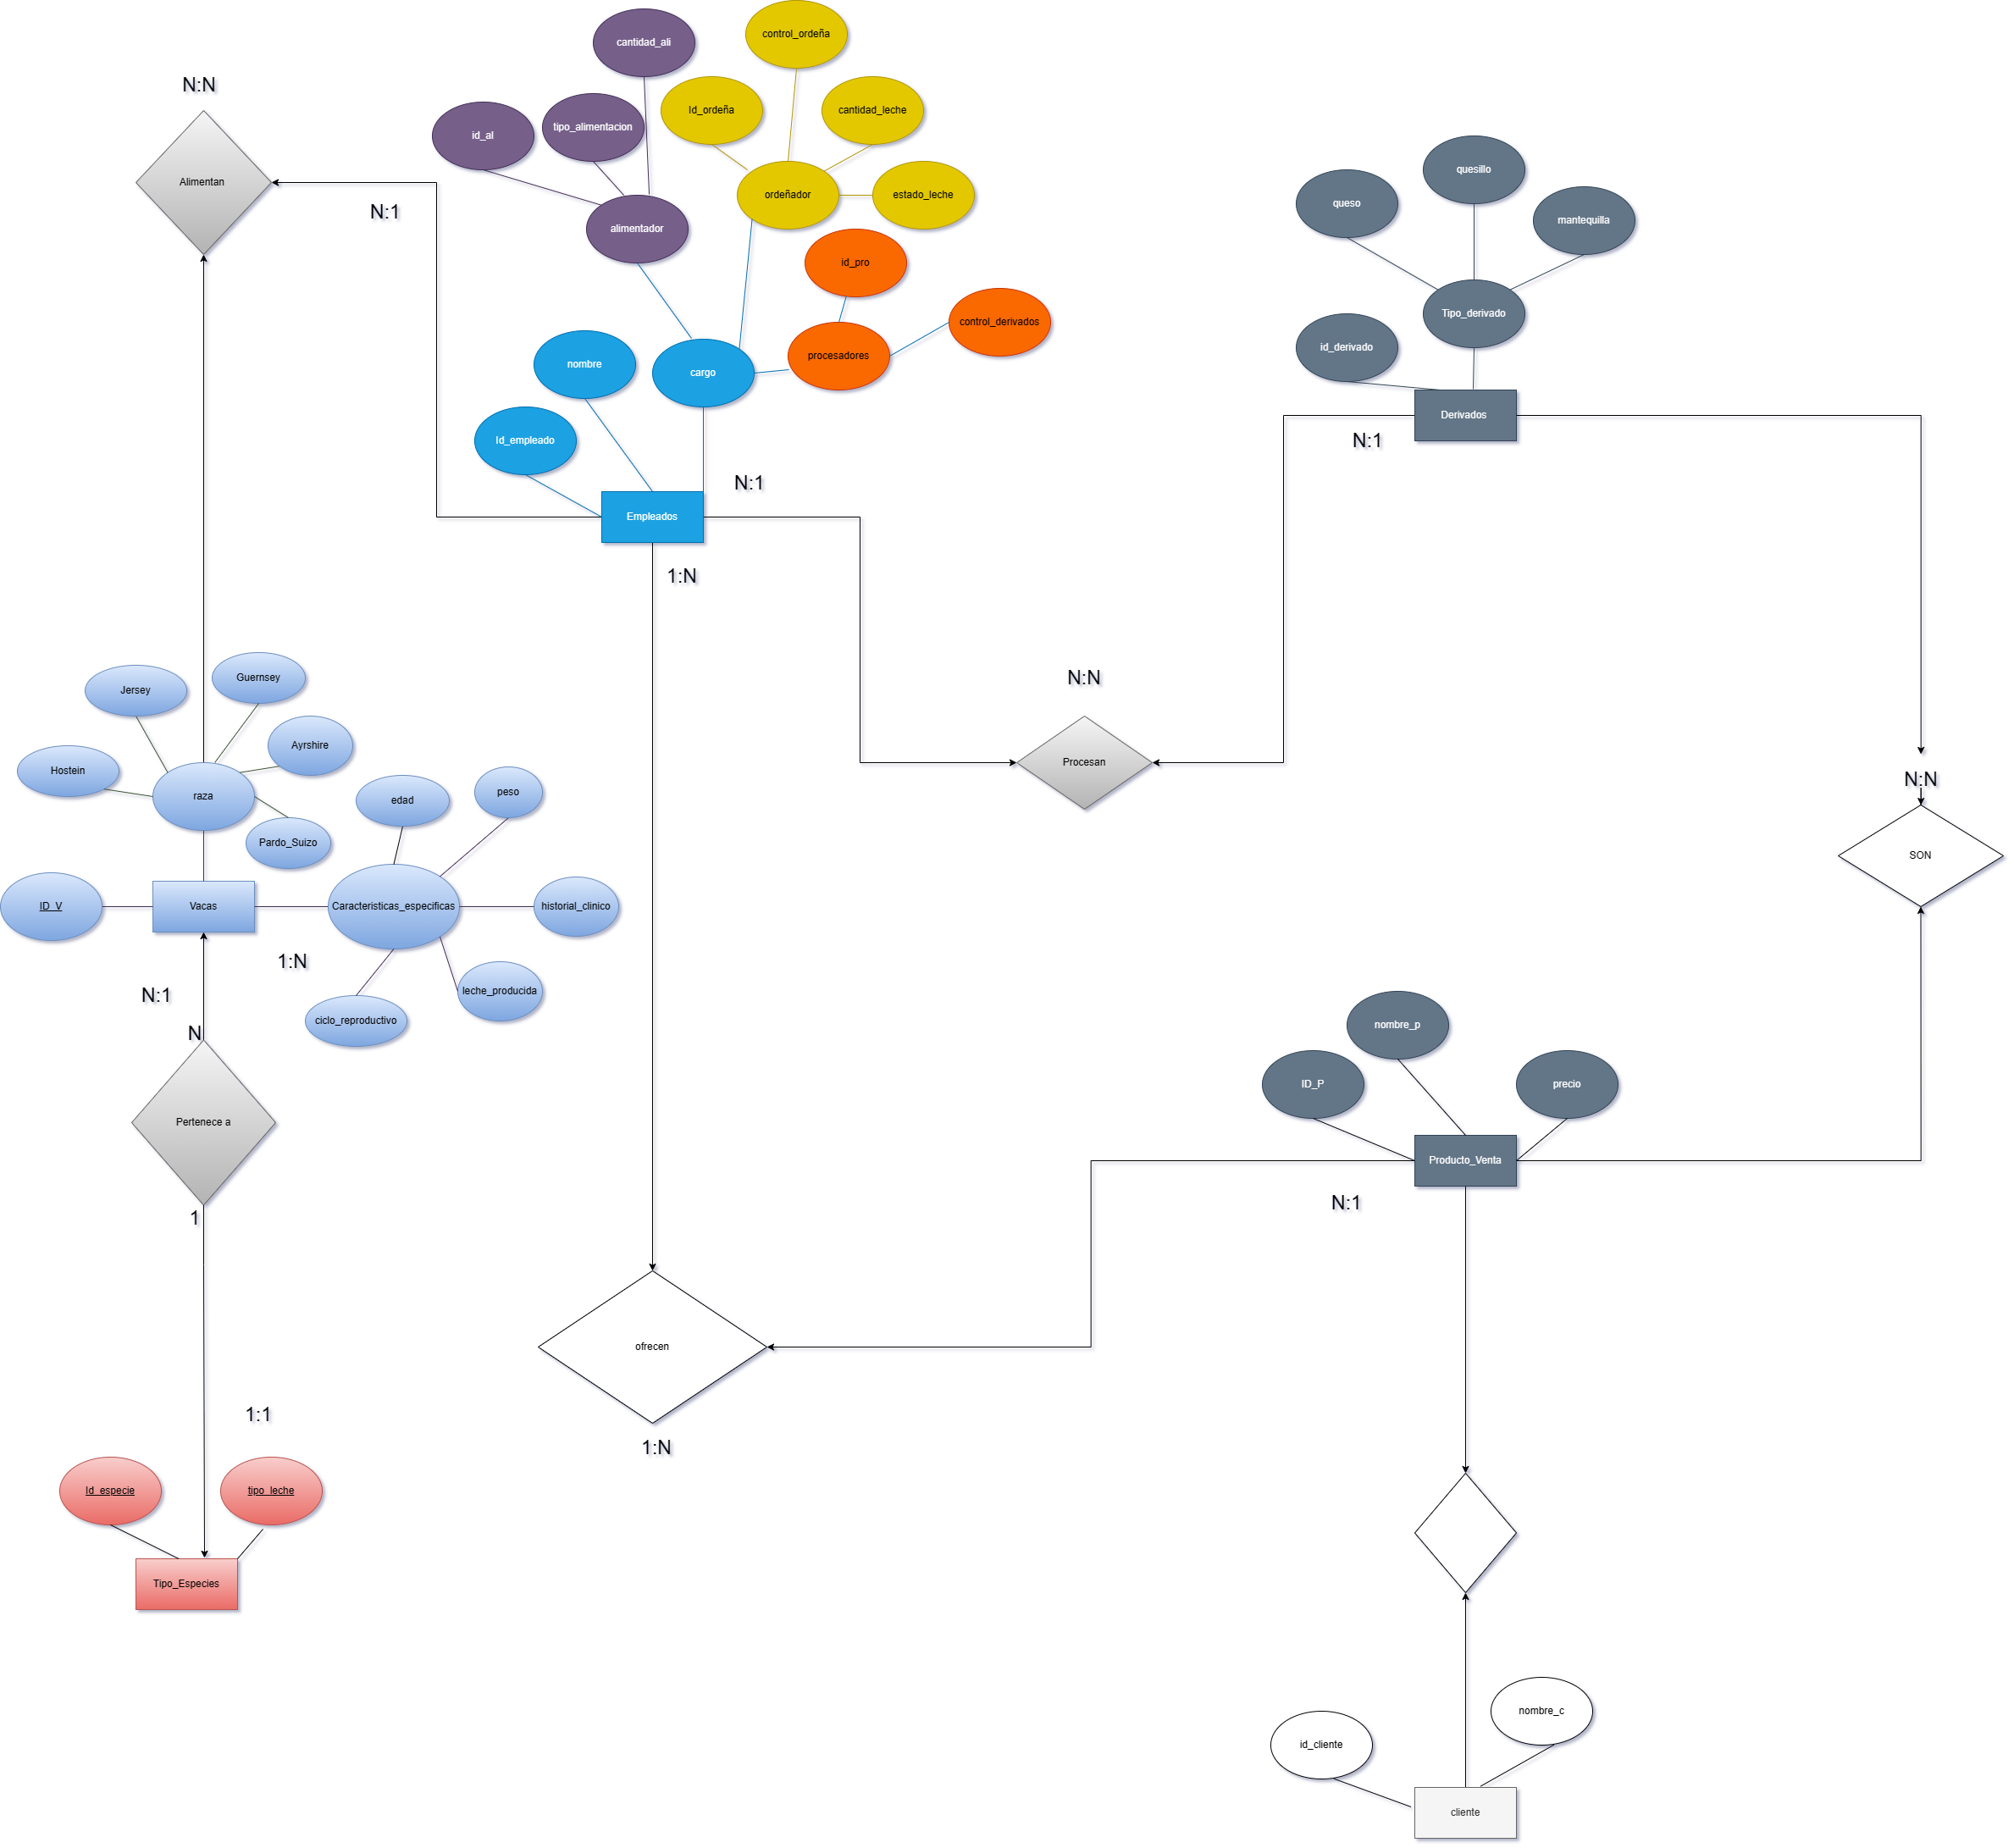 control_ordeña
cantidad_ali
N:N
Id_ordeña
cantidad_leche
id_al
tipo_alimentacion
quesillo
Alimentan
ordeñador
estado_leche
queso
N:1
mantequilla
alimentador
id_pro
Tipo_derivado
control_derivados
id_derivado
procesadores
nombre
cargo
Derivados
Id_empleado
N:1
N:1
Empleados
1:N
N:N
Guernsey
Jersey
Ayrshire
Hostein
Procesan
N:N
raza
edad
peso
Pardo_Suizo
SON
ID_V
Vacas
Caracteristicas_especificas
historial_clinico
1:N
N:1
leche_producida
ciclo_reproductivo
nombre_p
N
ID_P
precio
Pertenece a
Producto_Venta
N:1
1
ofrecen
1:1
1:N
Id_especie
tipo_leche
Tipo_Especies
nombre_c
id_cliente
cliente